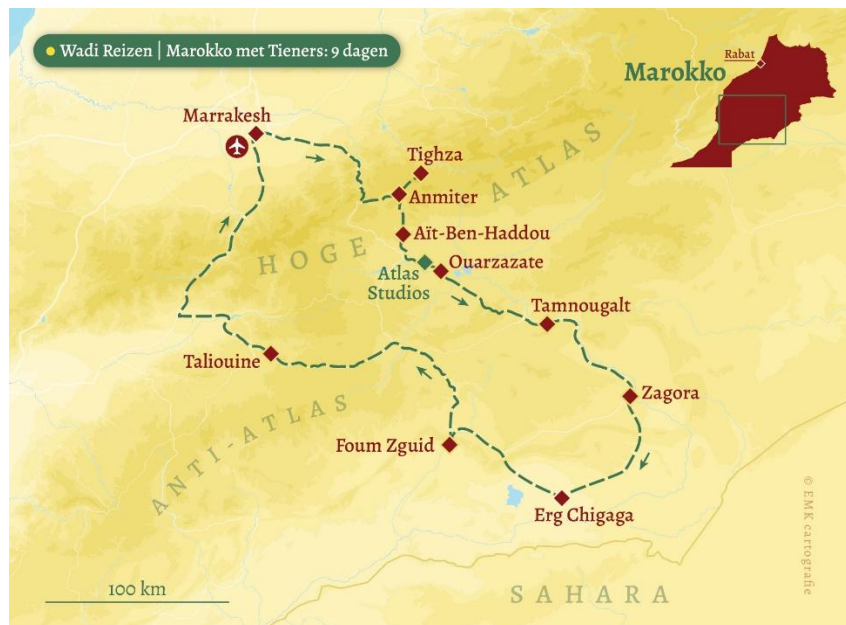 Wadi Reizen | Marokko met Tieners: 9 dagen
Rabat
Marokko
Marrakesh
Tighza
ATLAS
Anmiter
Aït-Ben-Haddou
HOGE
Ouarzazate
Atlas
Studios
Tamnougalt
Taliouine
Zagora
ANTI-ATLAS
Foum Zguid
Erg Chigaga
© EMK cartografie
100 km
SAHARA